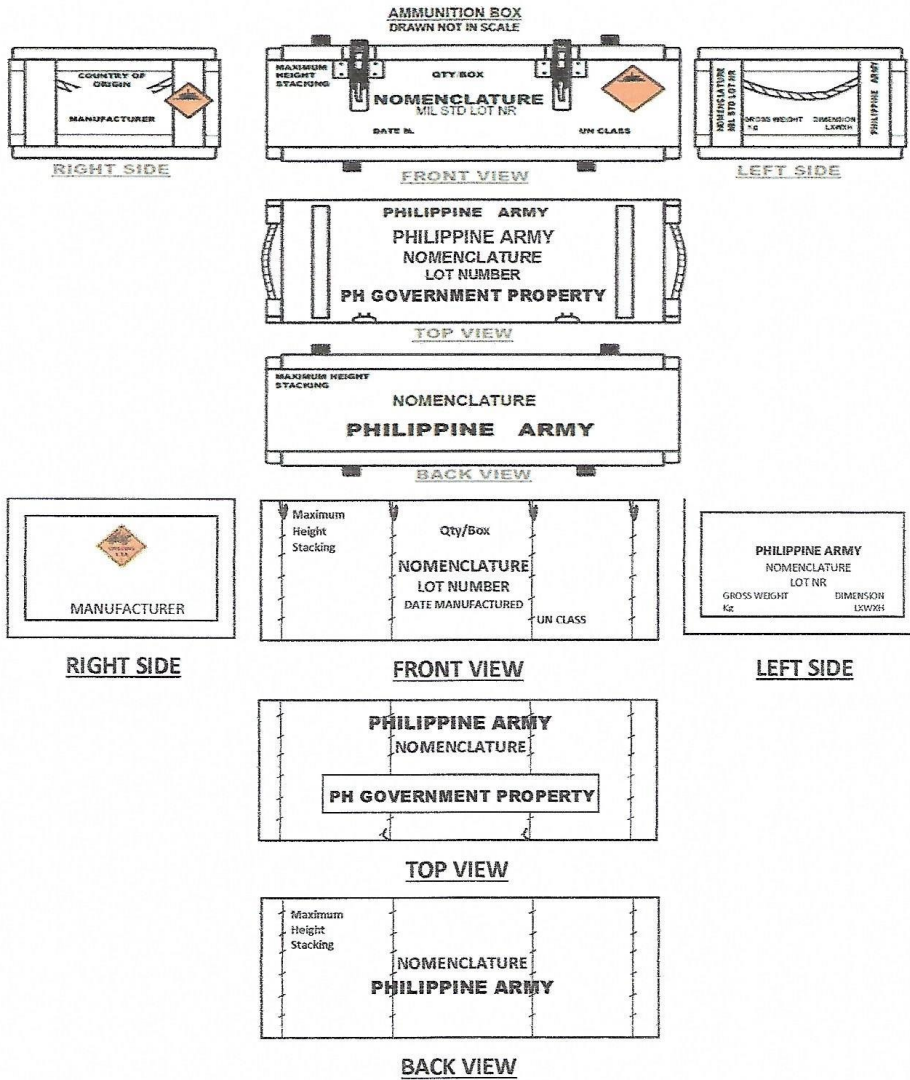 AMMUNITION BOX
DRAWN NOT IN SCALE
COUNTRY OF
ORIGIN
MANUFACTURER
RIGHT SIDE
MAXIMUM
HEIGHT
STACKING
QTY/BOX
NOMENCLATURE
MIL STD LOT NR
DATE N.
UN CLASS
FRONT VIEW
NOMENCLATURE
MIL STD LOT NR
GROSS WEIGHT
Kg
DIMENSION
LXWXH
PHILIPPINE ARMY
LEFT SIDE
PHILIPPINE ARMY
PHILIPPINE ARMY
NOMENCLATURE
LOT NUMBER
PH GOVERNMENT PROPERTY
TOP VIEW
MAXIMUM HEIGHT
STACKING
NOMENCLATURE
PHILIPPINE ARMY
BACK VIEW
MANUFACTURER
RIGHT SIDE
Maximum
Height
Stacking
Qty/Box
NOMENCLATURE
LOT NUMBER
DATE MANUFACTURED
UN CLASS
FRONT VIEW
PHILIPPINE ARMY
NOMENCLATURE
LOT NR
GROSS WEIGHT
Kg
DIMENSION
LXWXH
LEFT SIDE
PHILIPPINE ARMY
NOMENCLATURE
PH GOVERNMENT PROPERTY
TOP VIEW
Maximum
Height
Stacking
NOMENCLATURE
PHILIPPINE ARMY
BACK VIEW